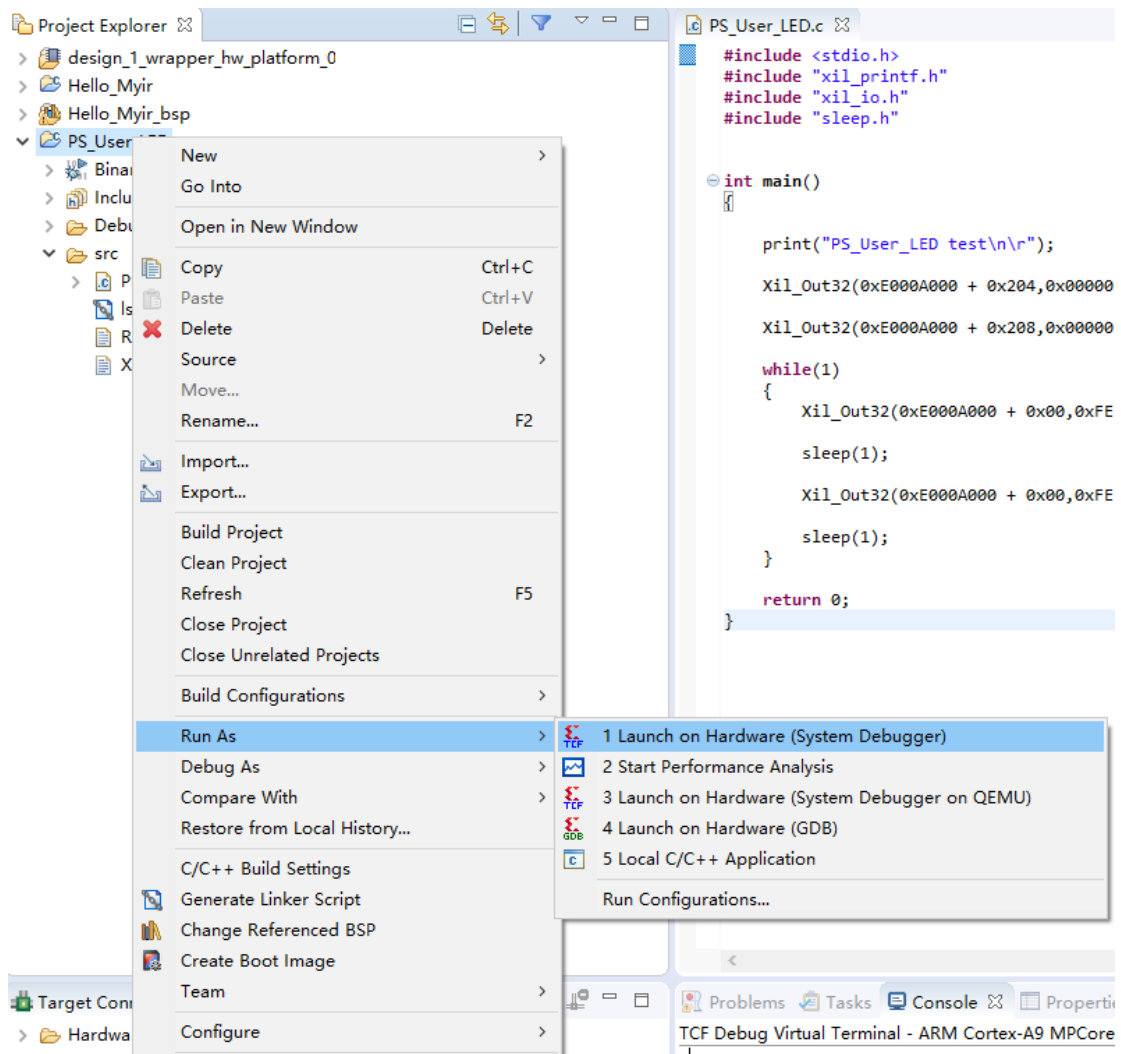 Project Explorer
design_1_wrapper_hw_platform_0
Hello_Myir
Hello_Myir_bsp
PS_User
Binar
Inclu
Debu
src
P
ls
R
X
New
Go Into
Open in New Window
Copy Ctrl+C
Paste Ctrl+V
Delete Delete
Source
Move...
Rename... F2
Import...
Export...
Build Project
Clean Project
Refresh F5
Close Project
Close Unrelated Projects
Build Configurations
Run As
Debug As
Compare With
Restore from Local History...
C/C++ Build Settings
Generate Linker Script
Change Referenced BSP
Create Boot Image
Team
Configure
1 Launch on Hardware (System Debugger)
2 Start Performance Analysis
3 Launch on Hardware (System Debugger on QEMU)
4 Launch on Hardware (GDB)
5 Local C/C++ Application
Run Configurations...
PS_User_LED.c
#include <stdio.h>
#include "xil_printf.h"
#include "xil_io.h"
#include "sleep.h"
int main()
{
print("PS_User_LED test\n\r");
Xil_Out32(0xE000A000 + 0x204,0x00000
Xil_Out32(0xE000A000 + 0x208,0x00000
while(1)
{
Xil_Out32(0xE000A000 + 0x00,0xFE
sleep(1);
Xil_Out32(0xE000A000 + 0x00,0xFE
sleep(1);
}
return 0;
}
Target Conn
Hardwa
Problems Tasks Console Properti
TCF Debug Virtual Terminal - ARM Cortex-A9 MPCore